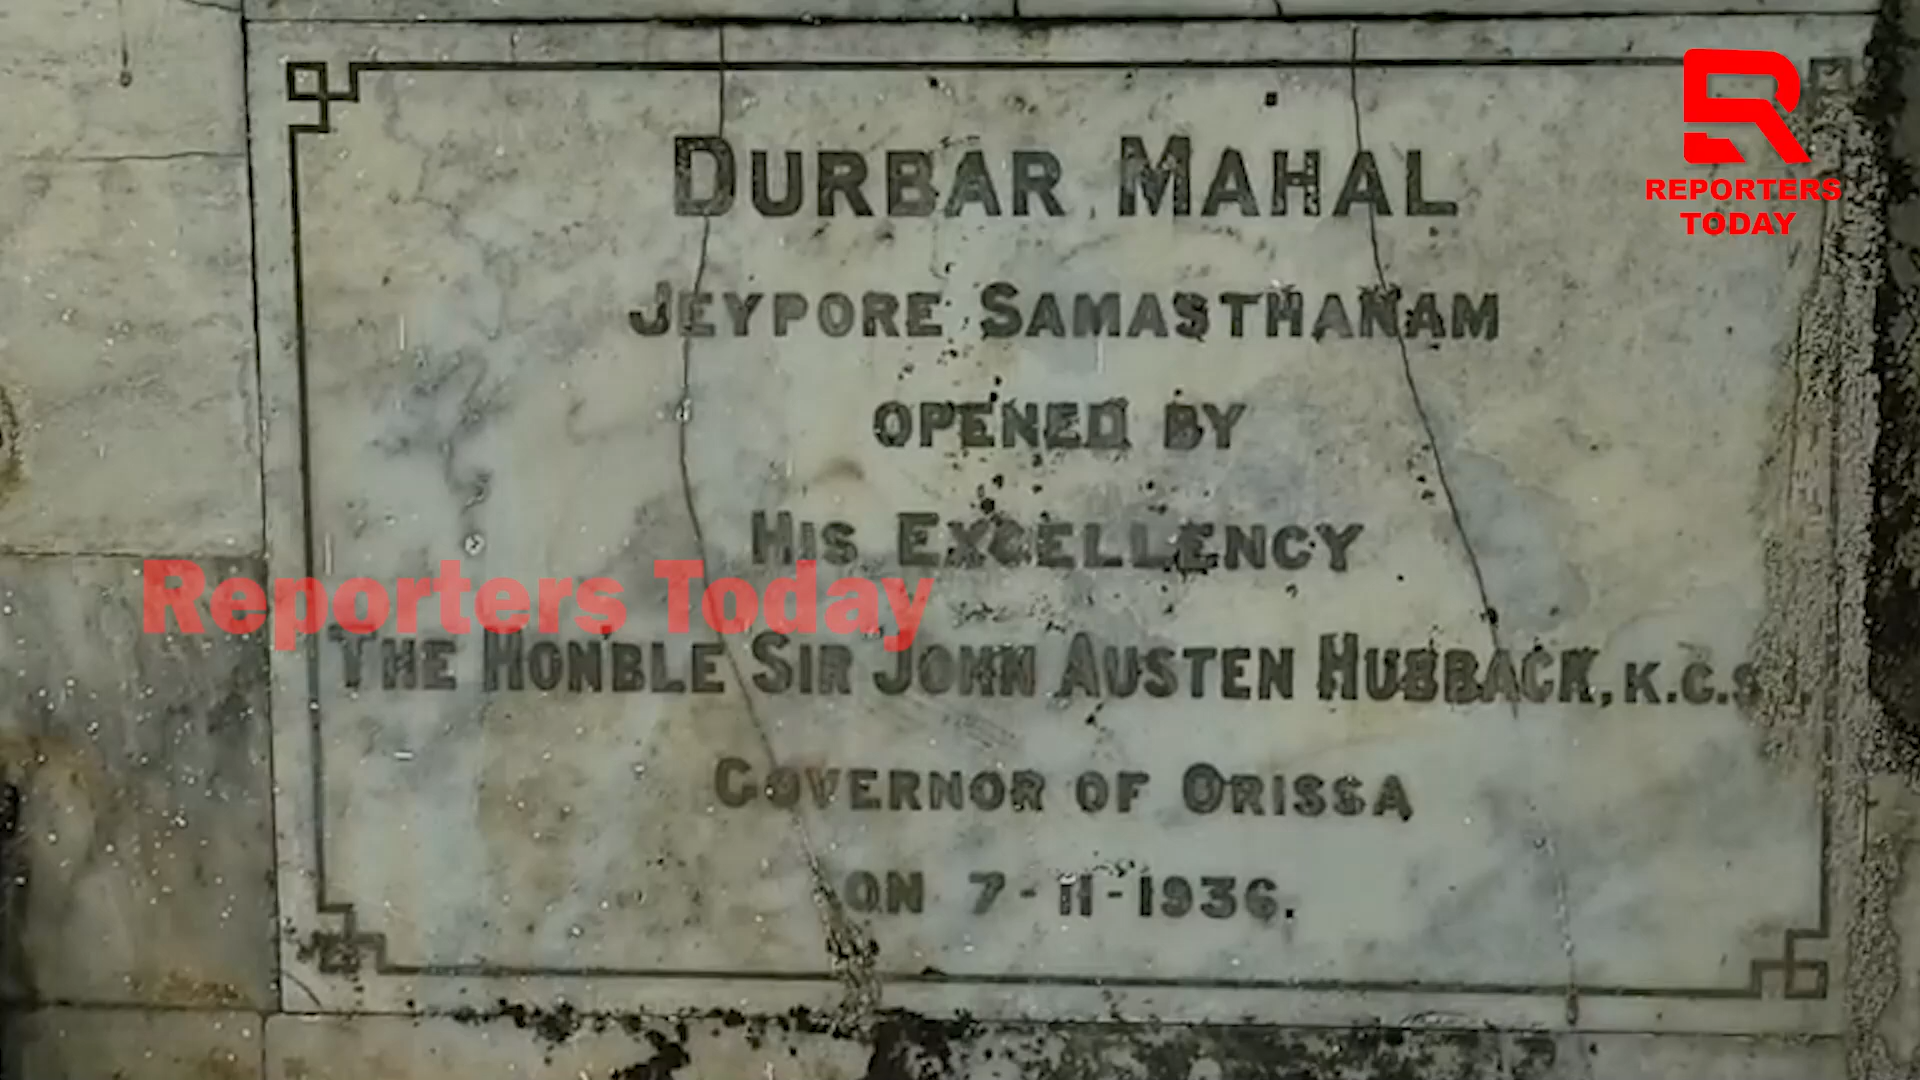 DURBAR MAHAL
JEYPORE SAMASTHANAM
OPENED BY
HIS EXCELLENCY
THE HONBLE SIR JOHN AUSTEN HUBBACK, K.C.S.I.
GOVERNOR OF ORISSA
ON 7-11-1936.
REPORTERS
TODAY
Reporters Today